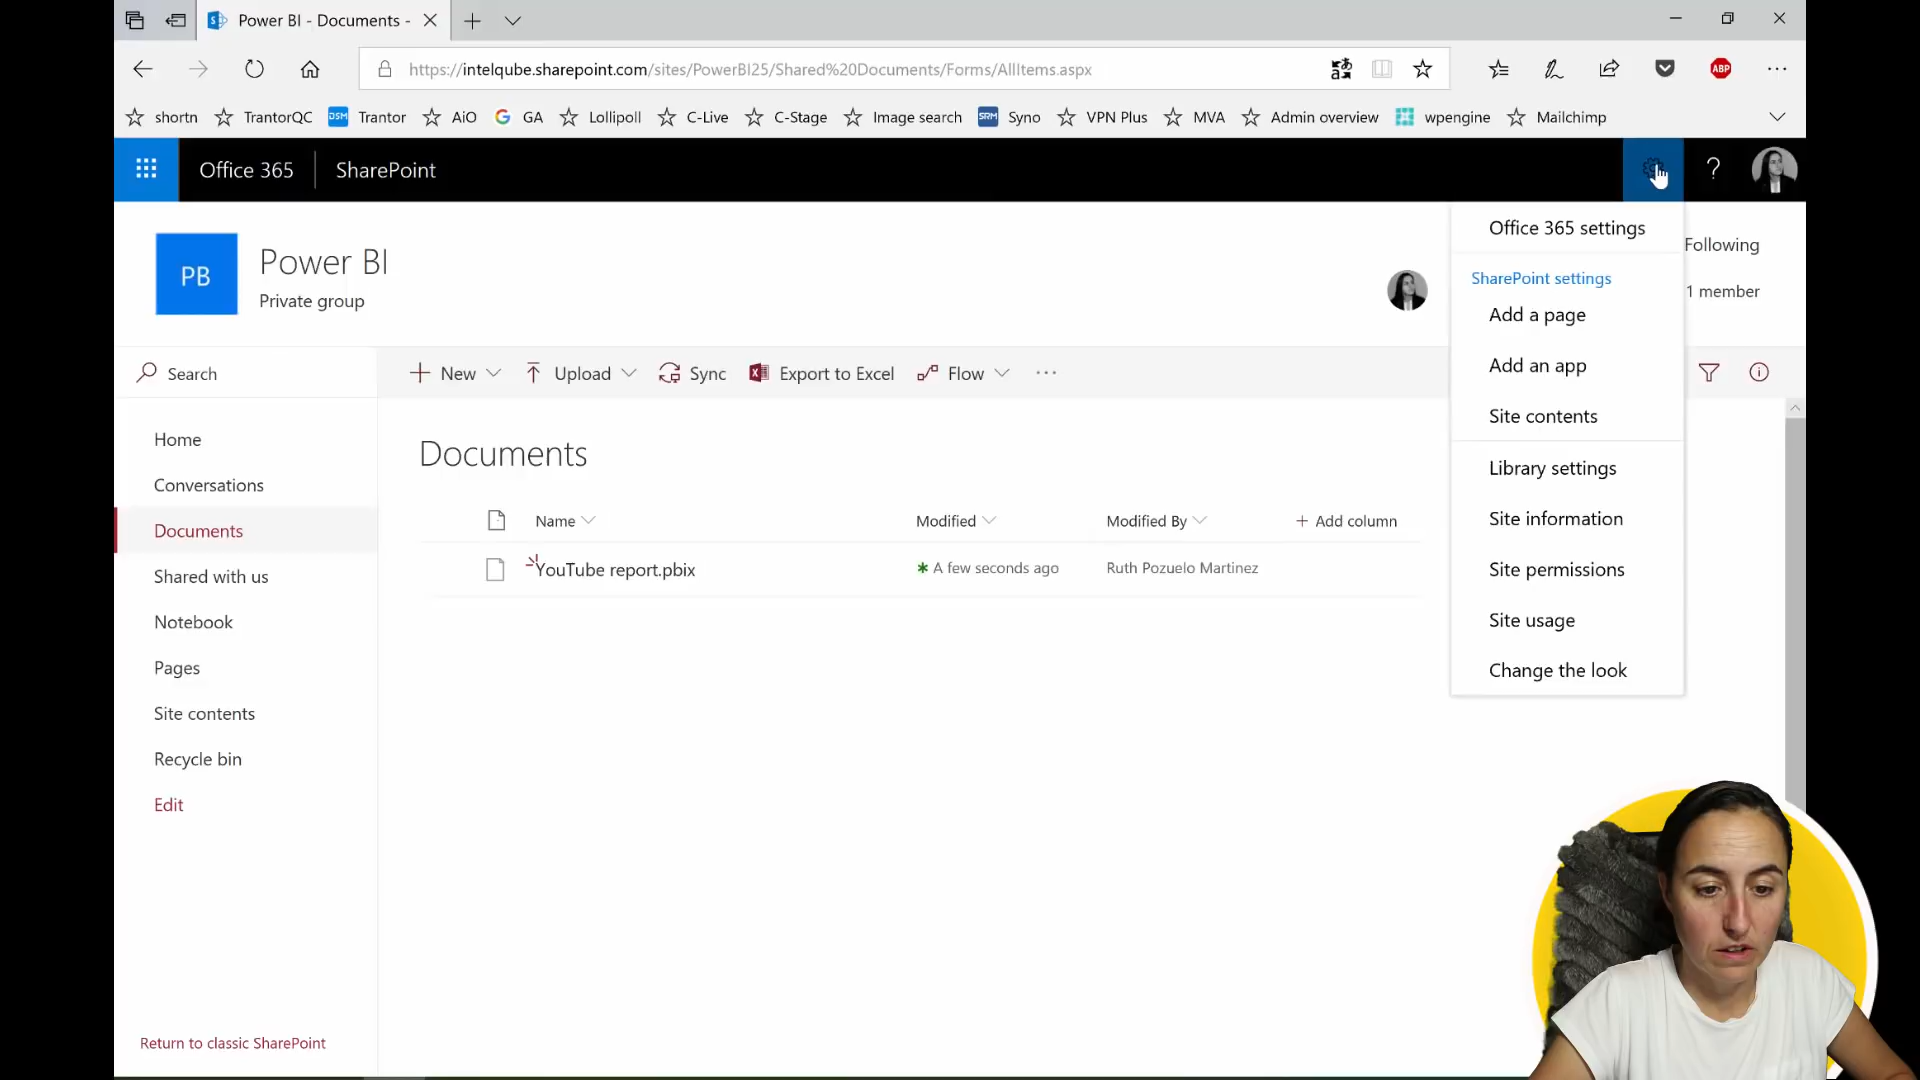 Power BI - Documents -
https://intelqube.sharepoint.com/sites/PowerBI25/Shared%20Documents/Forms/AllItems.aspx
ABP
shortn TrantorQC DSM Trantor AiO GA Lollipoll C-Live C-Stage Image search SRM Syno VPN Plus MVA Admin overview wpengine Mailchimp
Office 365 SharePoint ?
Office 365 settings
PB Power BI Following
Private group
SharePoint settings
1 member
Add a page
Search New Upload Sync Export to Excel Flow ...
Add an app
Site contents
Home
Documents
Library settings
Conversations
Name Modified Modified By + Add column
Site information
Documents
YouTube report.pbix A few seconds ago Ruth Pozuelo Martinez
Site permissions
Shared with us
Site usage
Notebook
Pages
Change the look
Site contents
Recycle bin
Edit
Return to classic SharePoint